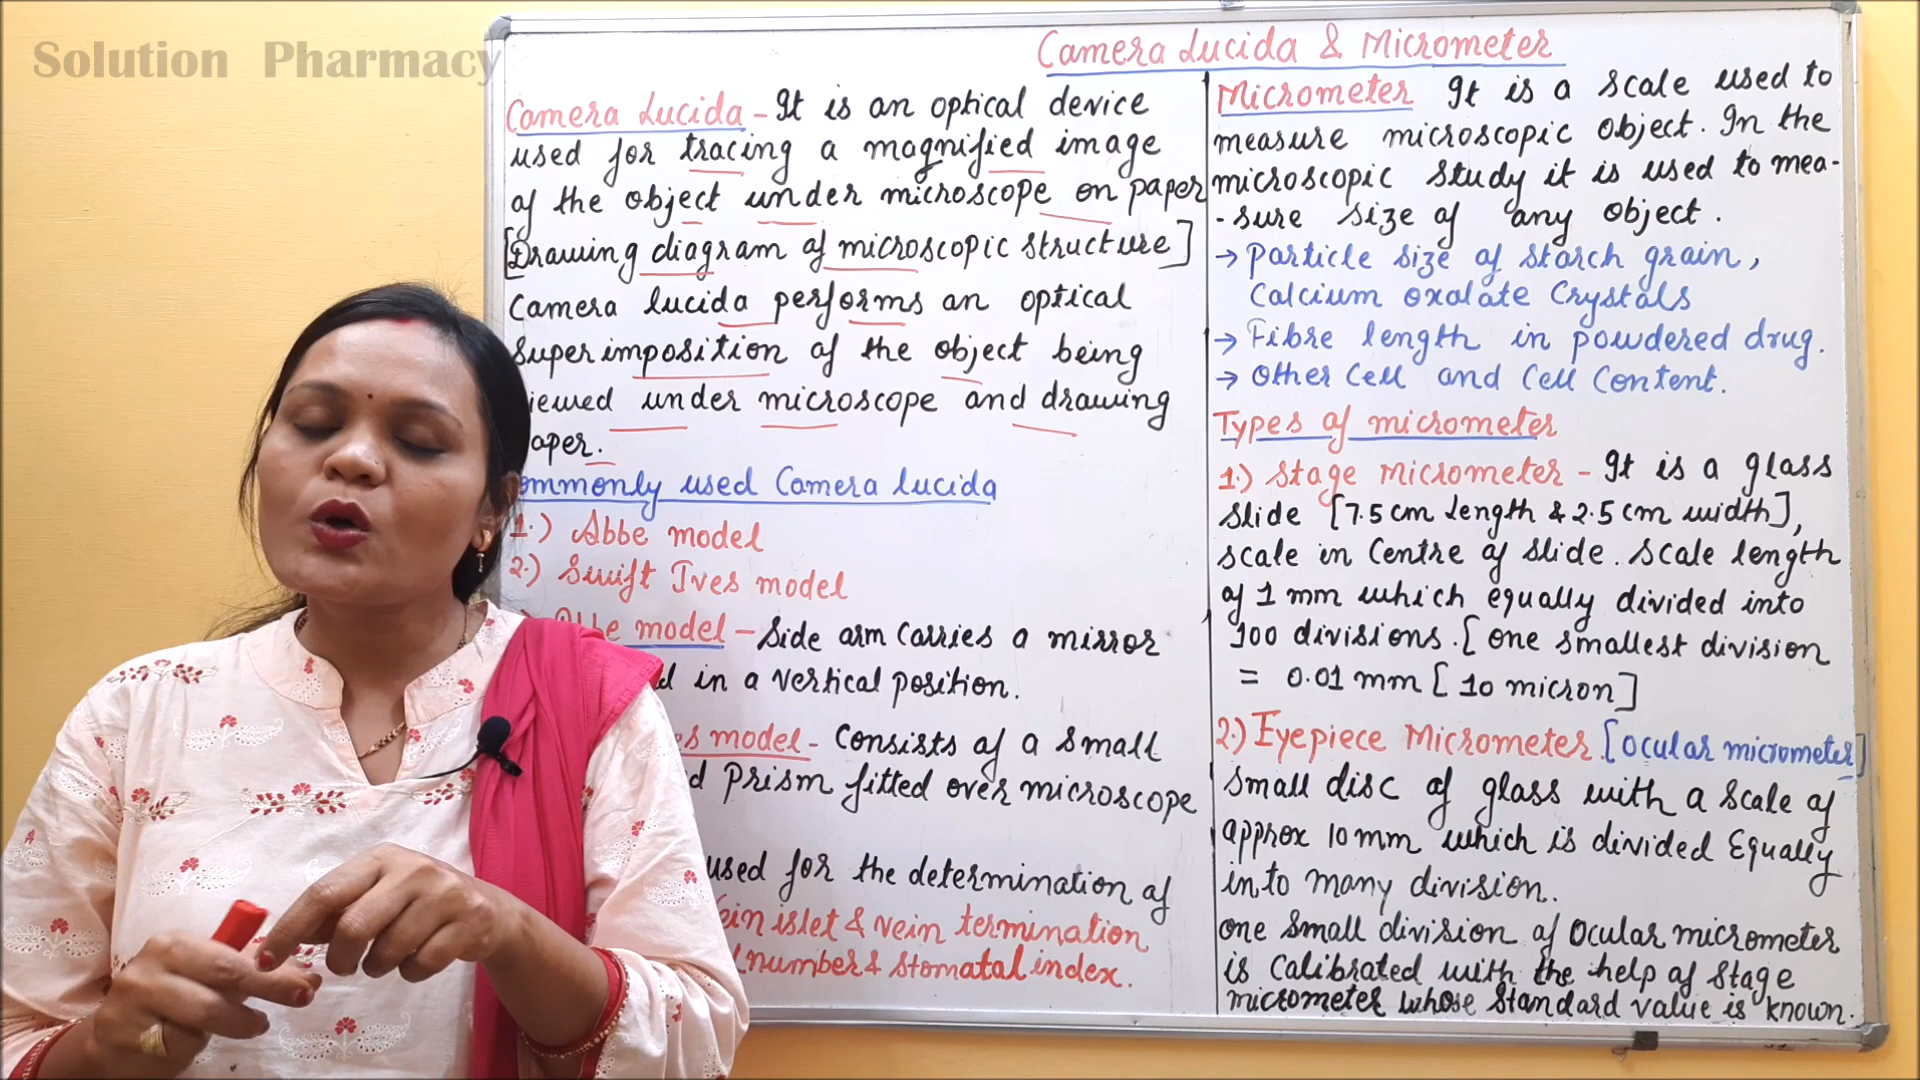 Solution Pharmacy
Camera Lucida & Micrometer
Camera Lucida - It is an optical device
used for tracing a magnified image
of the object under microscope on paper
[Drawing diagram of microscopic structure]
Camera lucida performs an optical
superimposition of the object being
iewed under microscope and drawing
aper.
ommonly used Camera lucida
1.) Abbe model
2.) Swift Ives model
bbe model - Side arm carries a mirror
d in a vertical position.
es model - Consists of a small
d prism fitted over microscope
used for the determination of
ein islet & vein termination
l number & stomatal index.
Micrometer It is a scale used to
measure microscopic object. In the
microscopic study it is used to mea-
-sure size of any object.
→ Particle size of starch grain,
Calcium oxalate Crystals
→ Fibre length in powdered drug.
→ Other Cell and Cell Content.
Types of micrometer
1.) Stage Micrometer - It is a glass
slide [7.5 cm length & 2.5 cm width],
scale in Centre of slide. Scale length
of 1 mm which equally divided into
100 divisions. [one smallest division
= 0.01 mm [10 micron]
2.) Eyepiece Micrometer. [Ocular micrometer]
Small disc of glass with a scale of
approx 10 mm which is divided Equally
into many division.
one small division of Ocular micrometer
is calibrated with the help of stage
micrometer whose standard value is known.